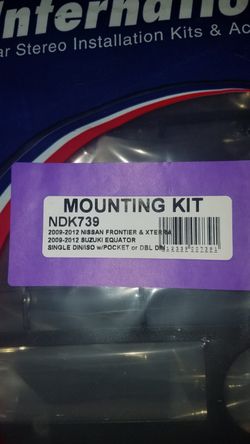 International
ar Stereo Installation Kits & Ac
MOUNTING KIT
NDK739
2009-2012 NISSAN FRONTIER & XTERRA
2009-2012 SUZUKI EQUATOR
SINGLE DIN/ISO w/POCKET or DBL DIN